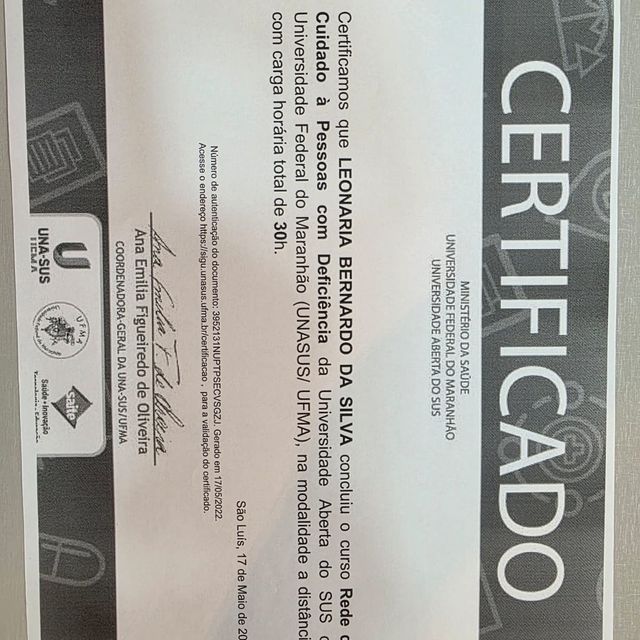 CERTIFICADO
MINISTÉRIO DA SAÚDE
UNIVERSIDADE FEDERAL DO MARANHÃO
UNIVERSIDADE ABERTA DO SUS
Certificamos que LEONARIA BERNARDO DA SILVA concluiu o curso Rede
Cuidado à Pessoas com Deficiência da Universidade Aberta do SUS
Universidade Federal do Maranhão (UNASUS/ UFMA), na modalidade a
com carga horária total de 30h.
São Luís, 17 de Maio de
Número de autenticação do documento: 3952131NUPTPSECVSGZJ. Gerado em 17/05/2022.
Acesse o endereço https://sigu.unasus.ufma.br/certificacao , para a validação do certificado.
Ana Emilia Figueiredo de Oliveira
COORDENADORA-GERAL DA UNA-SUS/UFMA
UNA-SUS
UFMA
UFMA
saite
Saúde • Inovação